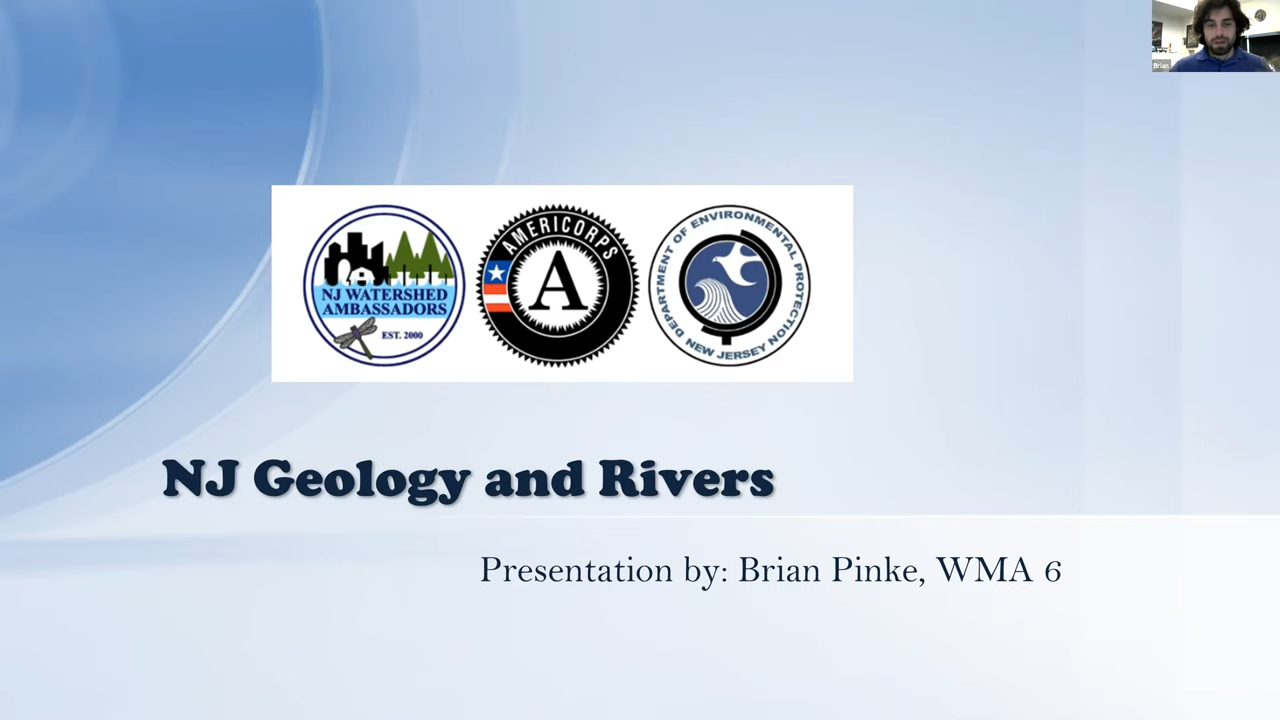 Brian
NJ WATERSHED
AMBASSADORS
EST. 2000
AMERICORPS
A
DEPARTMENT OF ENVIRONMENTAL PROTECTION
NEW JERSEY
NJ Geology and Rivers
Presentation by: Brian Pinke, WMA 6